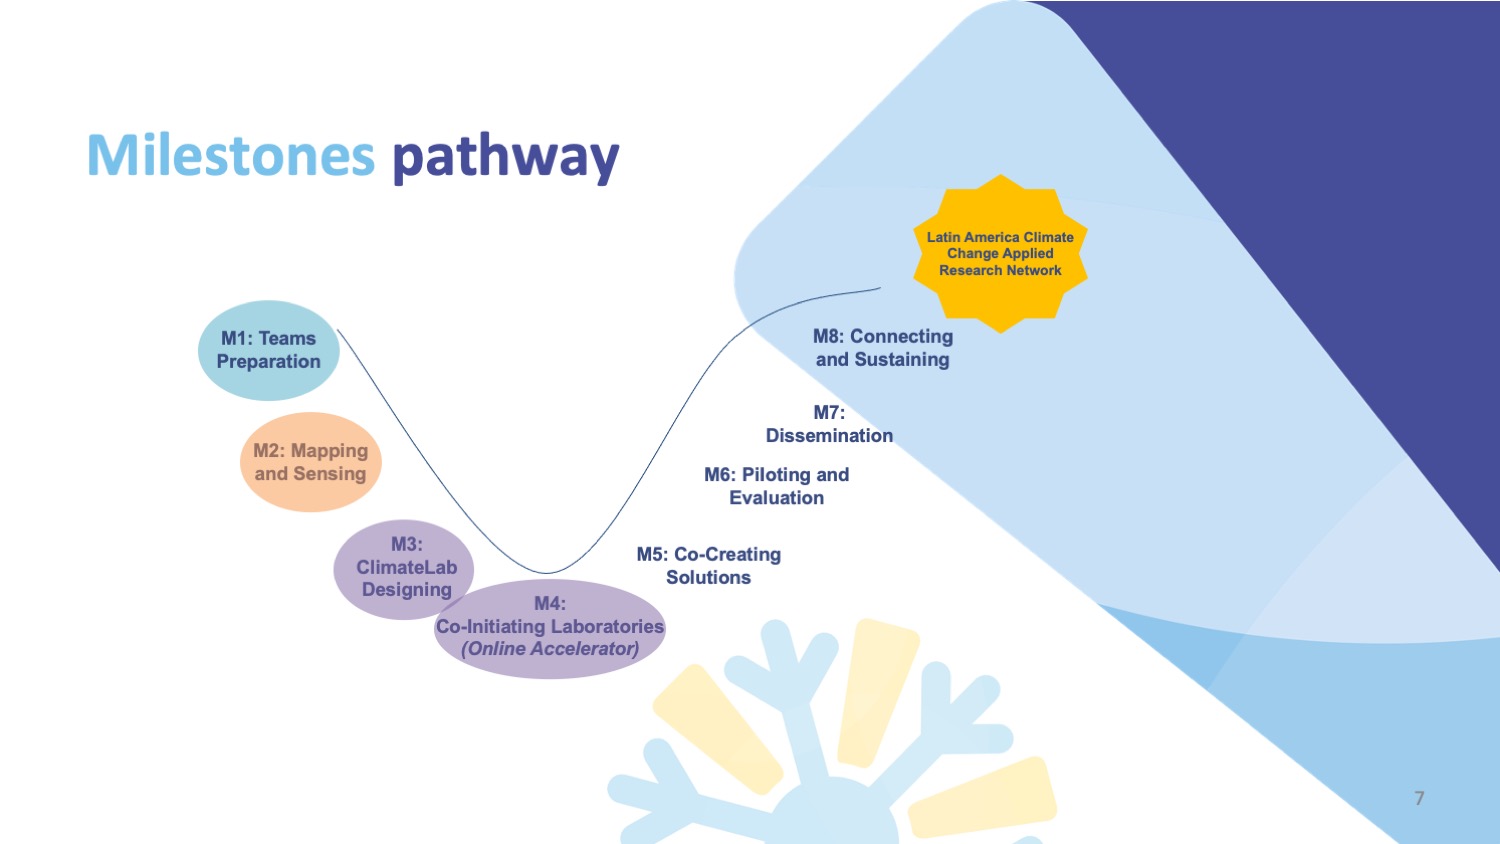 Milestones pathway
M1: Teams
Preparation
M2: Mapping
and Sensing
M3:
ClimateLab
Designing
M4:
Co-Initiating Laboratories
(Online Accelerator)
M5: Co-Creating
Solutions
M6: Piloting and
Evaluation
M7:
Dissemination
M8: Connecting
and Sustaining
Latin America Climate
Change Applied
Research Network
7